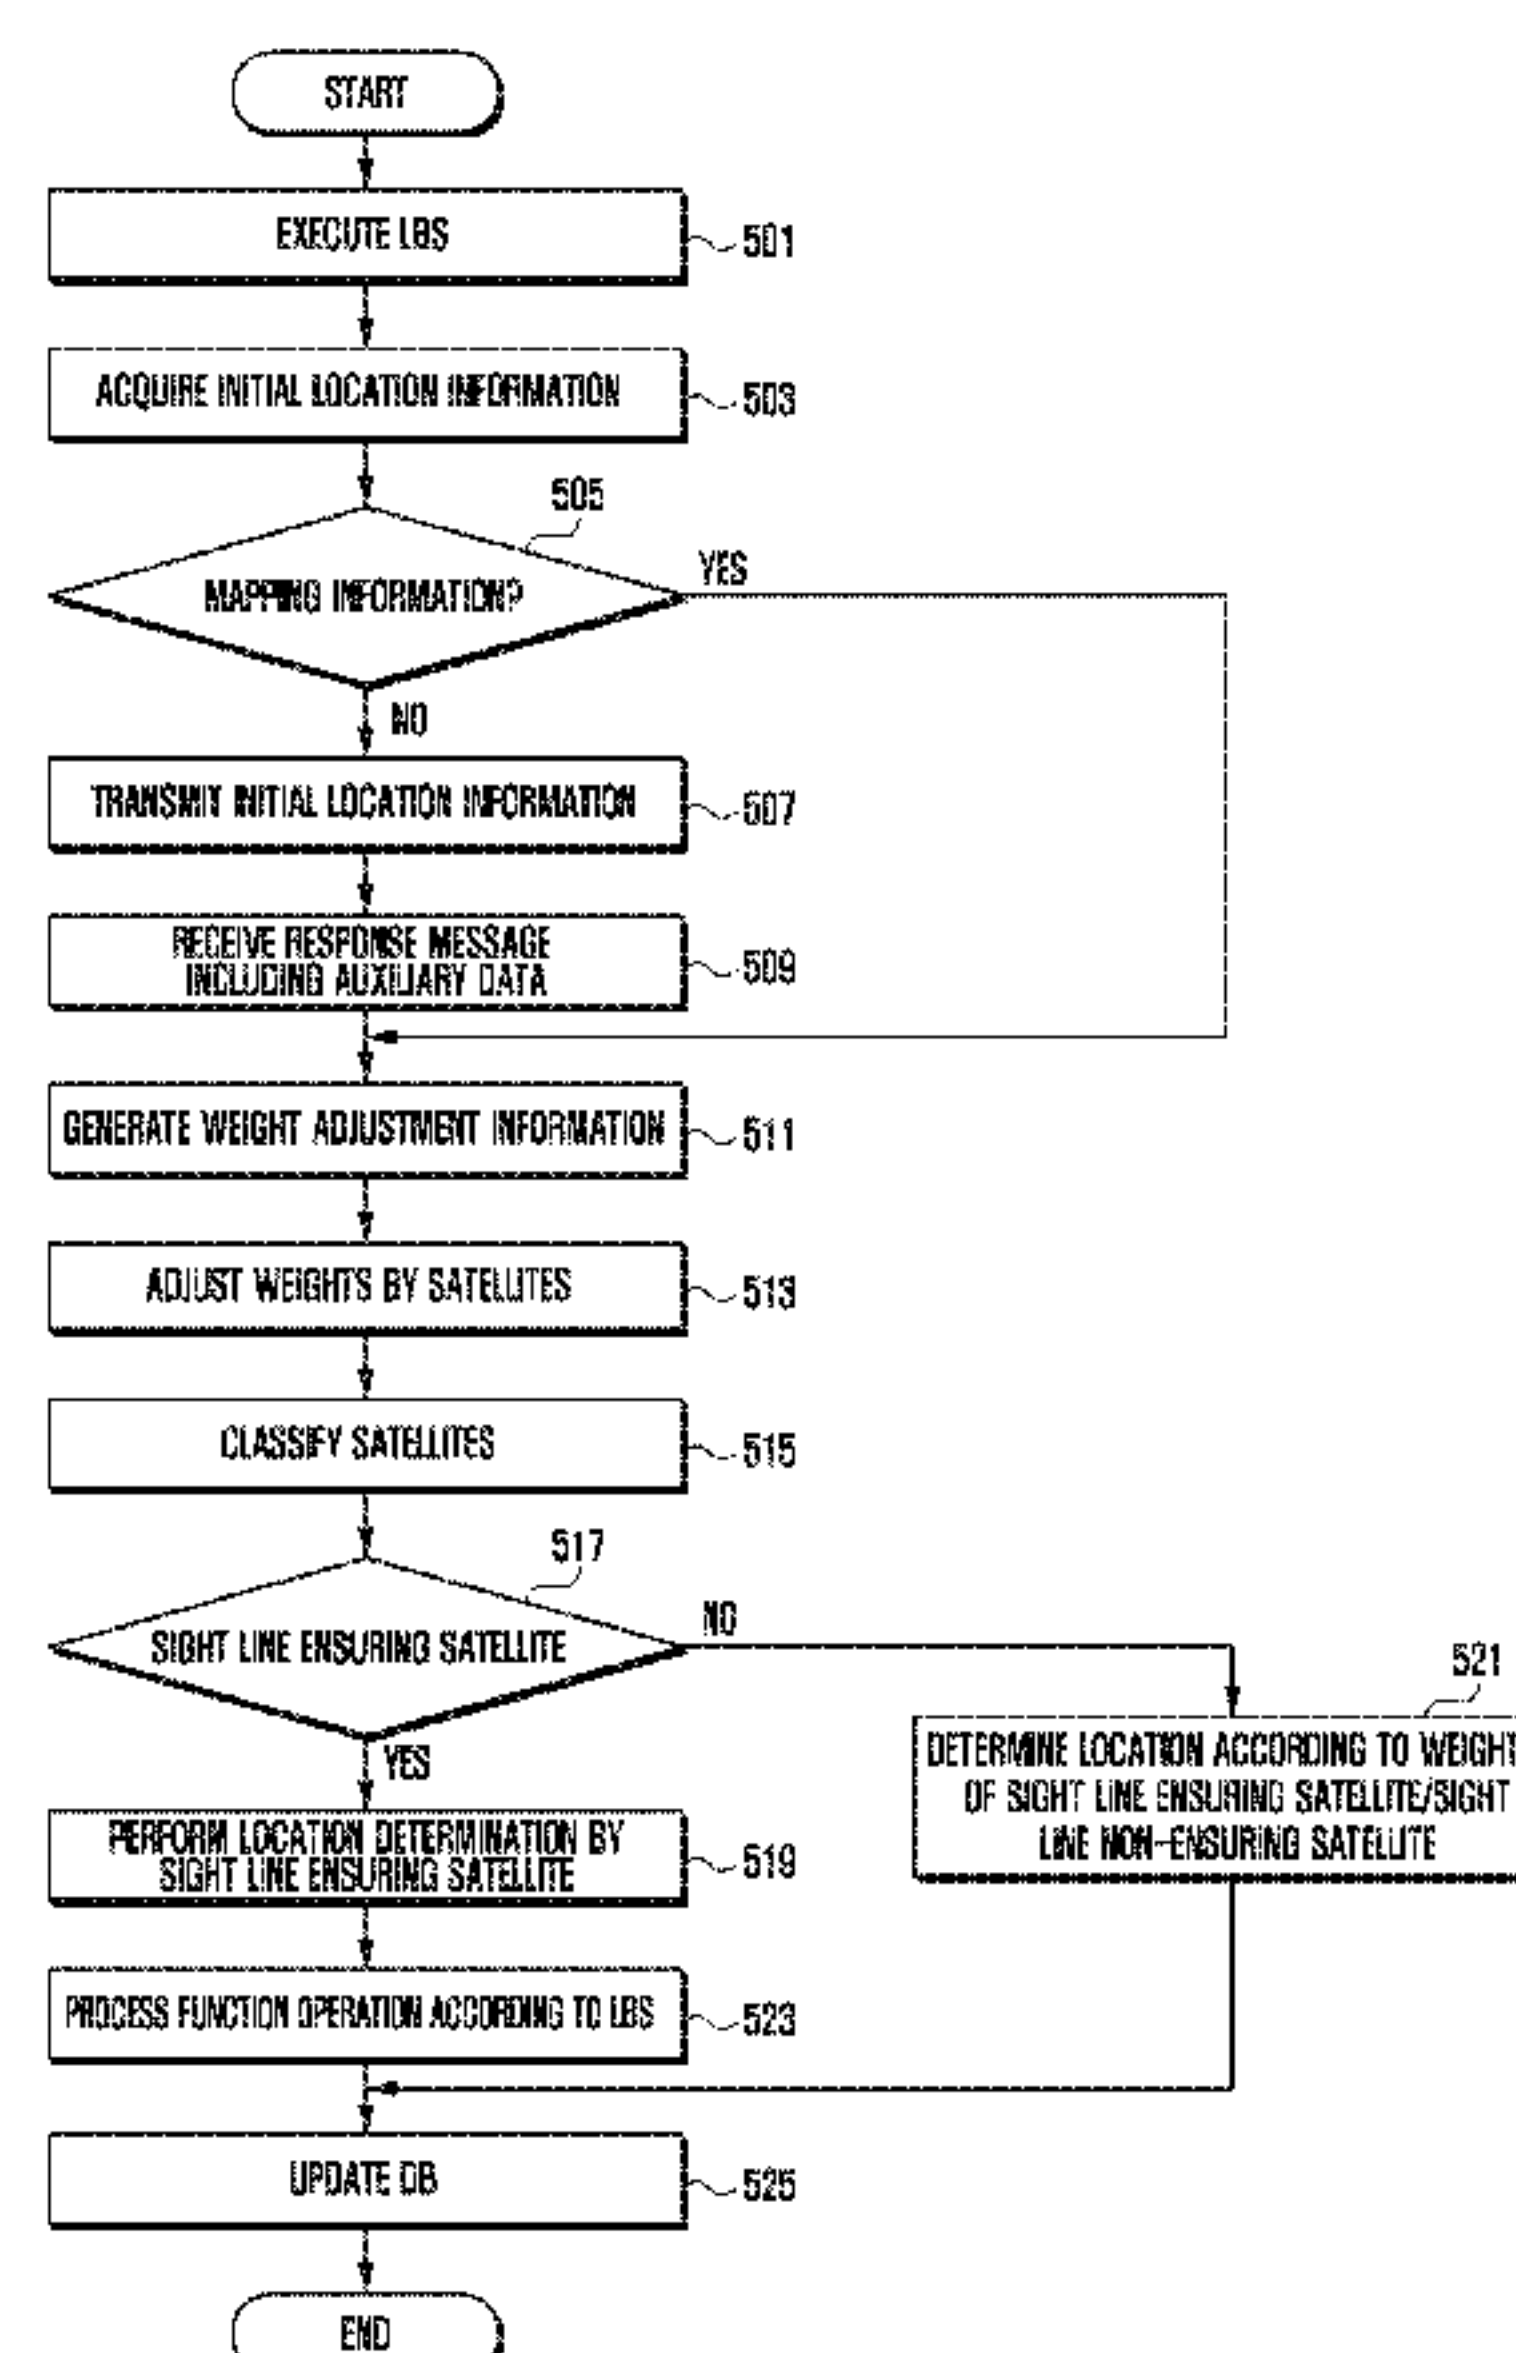 START
EXECUTE LBS
501
ACQUIRE INITIAL LOCATION INFORMATION
503
505
MAPPING INFORMATION?
YES
NO
TRANSMIT INITIAL LOCATION INFORMATION
507
RECEIVE RESPONSE MESSAGE
INCLUDING AUXILIARY DATA
509
GENERATE WEIGHT ADJUSTMENT INFORMATION
511
ADJUST WEIGHTS BY SATELLITES
513
CLASSIFY SATELLITES
515
517
SIGHT LINE ENSURING SATELLITE
NO
YES
521
DETERMINE LOCATION ACCORDING TO WEIGHT
OF SIGHT LINE ENSURING SATELLITE/SIGHT
LINE NON-ENSURING SATELLITE
PERFORM LOCATION DETERMINATION BY
SIGHT LINE ENSURING SATELLITE
519
PROCESS FUNCTION OPERATION ACCORDING TO LBS
523
UPDATE DB
525
END